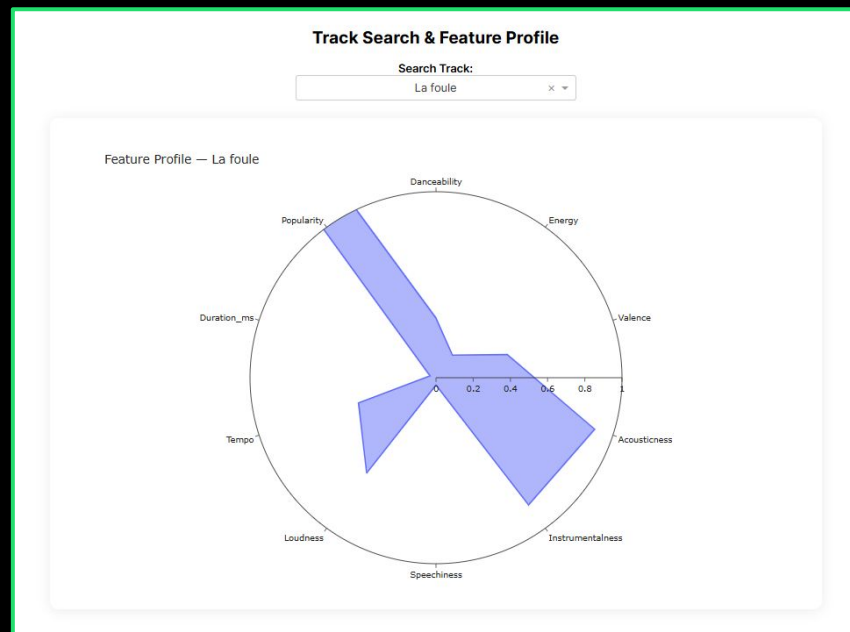 Track Search & Feature Profile
Search Track:
La foule
Feature Profile — La foule
Danceability
Popularity
Energy
Duration_ms
Valence
0 0.2 0.4 0.6 0.8 1
Tempo
Acousticness
Loudness
Instrumentalness
Speechiness